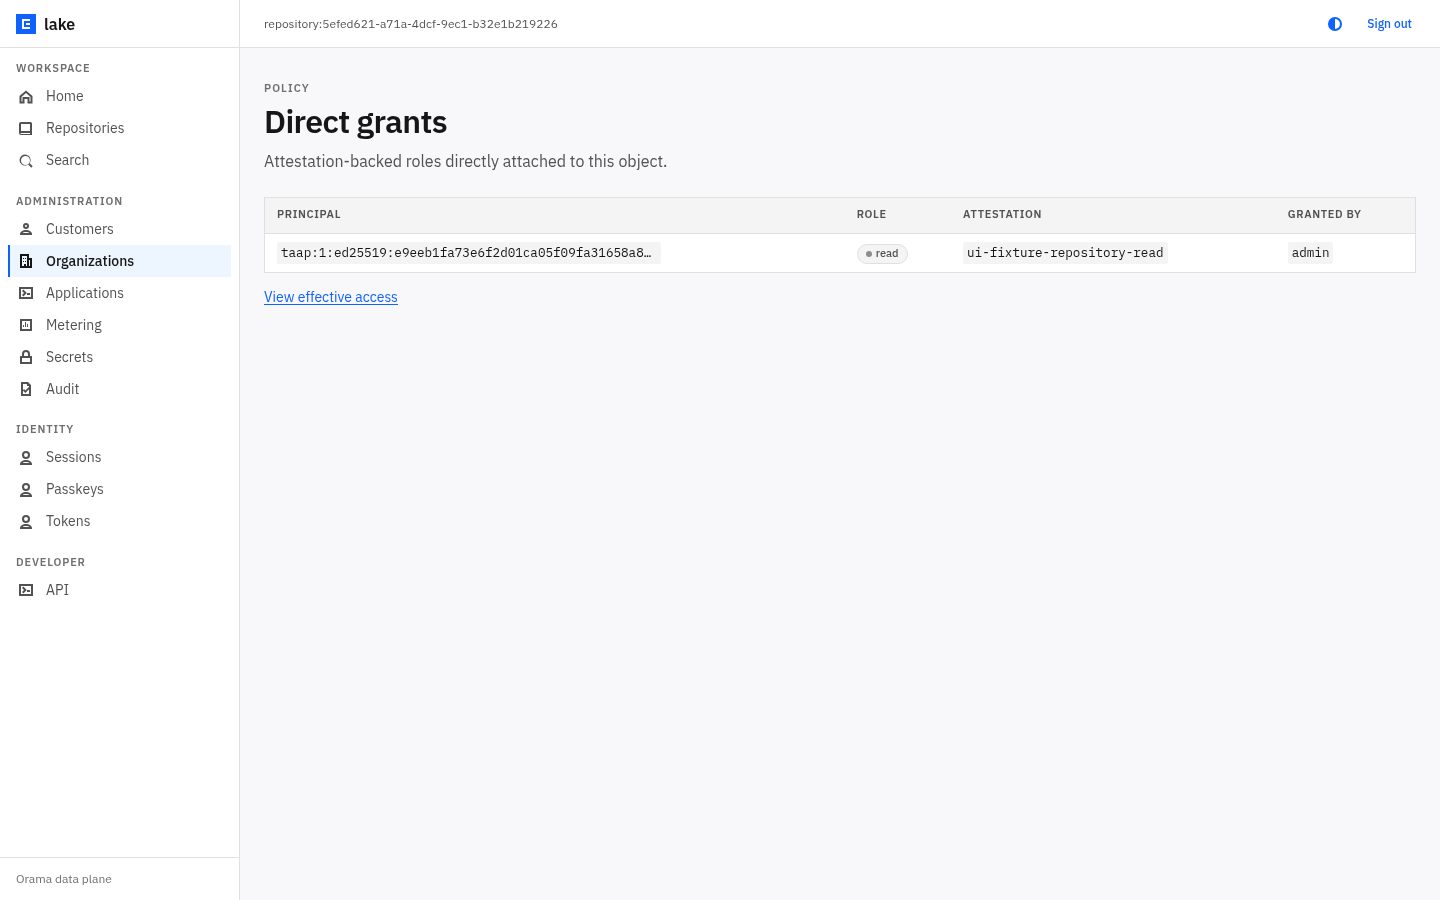 lake
repository:5efed621-a71a-4dcf-9ec1-b32e1b219226
Sign out
WORKSPACE
Home
Repositories
Search
ADMINISTRATION
Customers
Organizations
Applications
Metering
Secrets
Audit
IDENTITY
Sessions
Passkeys
Tokens
DEVELOPER
API
Orama data plane
POLICY
Direct grants
Attestation-backed roles directly attached to this object.
PRINCIPAL ROLE ATTESTATION GRANTED BY
taap:1:ed25519:e9eeb1fa73e6f2d01ca05f09fa31658a8… read ui-fixture-repository-read admin
View effective access